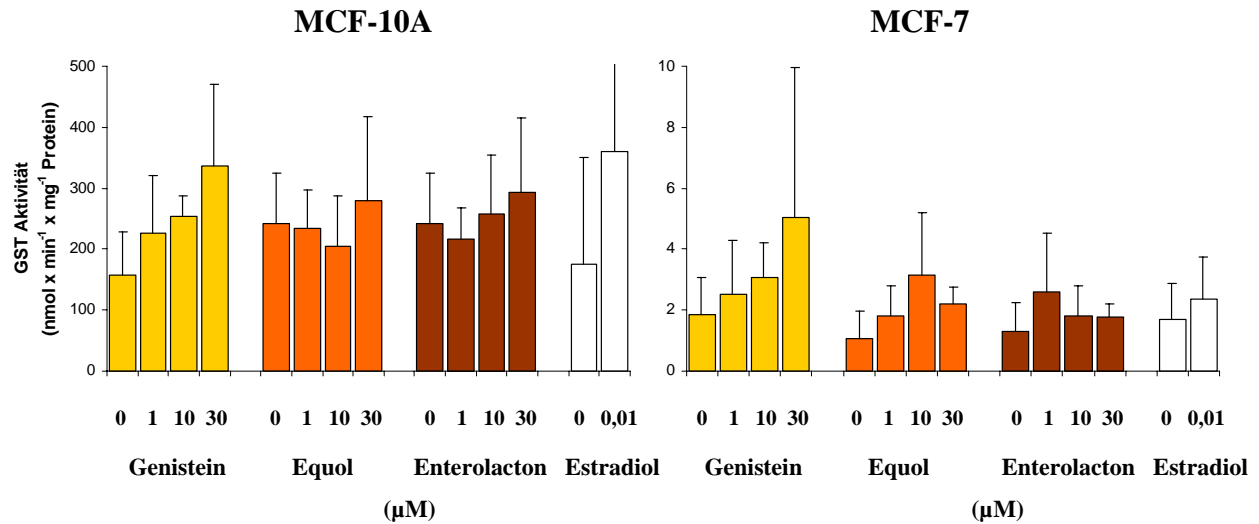 MCF-10A
MCF-7
GST Aktivität
(nmol x min⁻¹ x mg⁻¹ Protein)
500
400
300
200
100
0
0 1 10 30 0 1 10 30 0 1 10 30 0 0,01
Genistein Equol Enterolacton Estradiol
(µM)
10
8
6
4
2
0
0 1 10 30 0 1 10 30 0 1 10 30 0 0,01
Genistein Equol Enterolacton Estradiol
(µM)